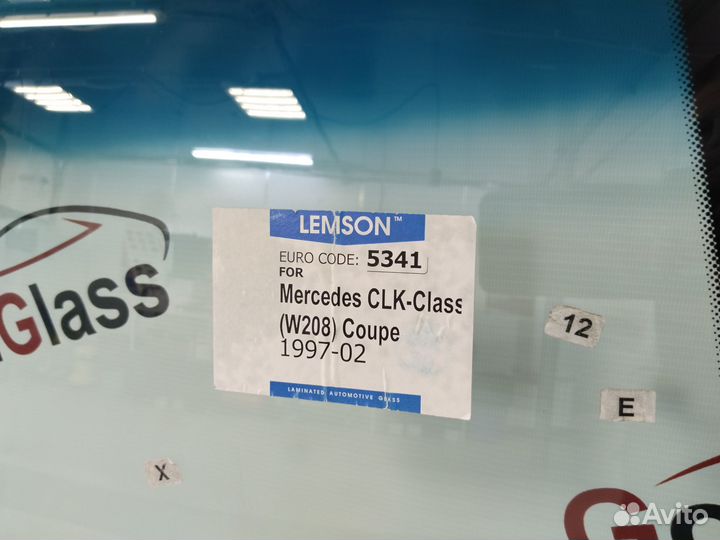 LEMSON™
EURO CODE: 5341
FOR
Mercedes CLK-Class
(W208) Coupe
1997-02
LAMINATED AUTOMOTIVE GLASS
Glass
12
E
X
G
Avito